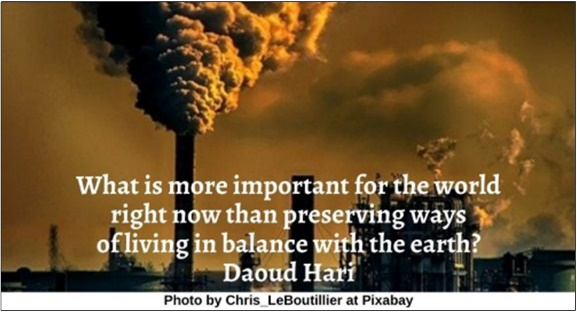 What is more important for the world
right now than preserving ways
of living in balance with the earth?
Daoud Hari
Photo by Chris_LeBoutillier at Pixabay